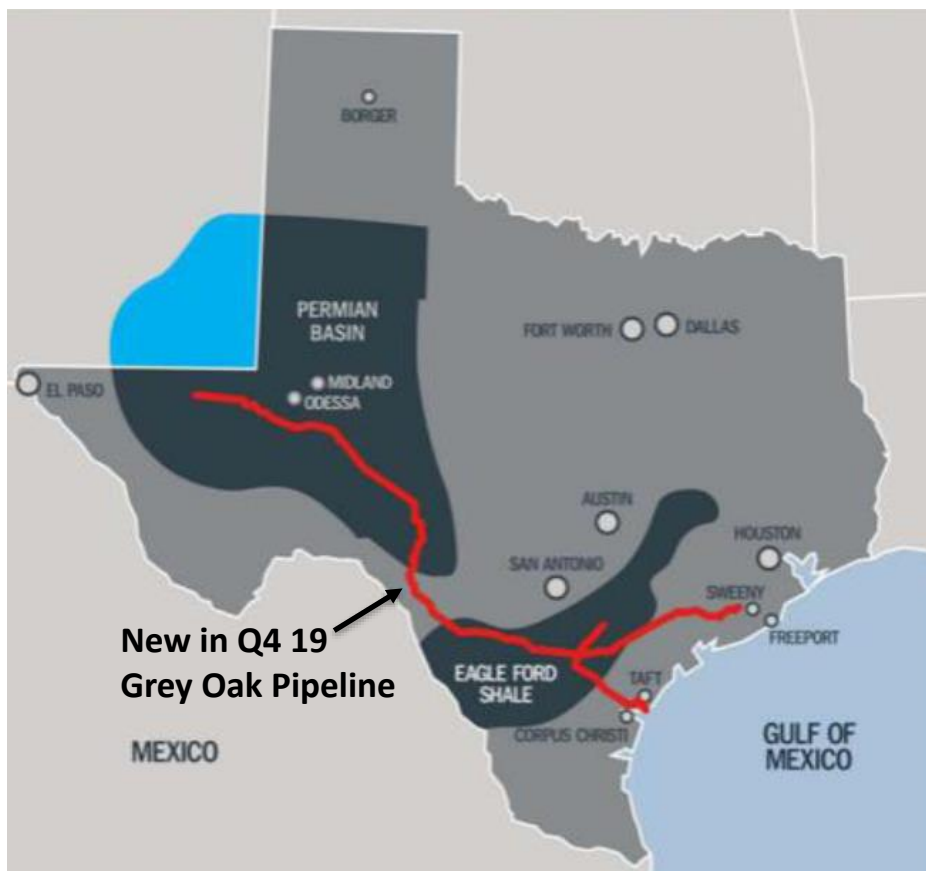 BORGER
PERMIAN
BASIN
FORT WORTH
DALLAS
EL PASO
MIDLAND
ODESSA
AUSTIN
HOUSTON
SAN ANTONIO
SWEENY
FREEPORT
New in Q4 19
Grey Oak Pipeline
EAGLE FORD
SHALE
TAFT
CORPUS CHRISTI
MEXICO
GULF OF
MEXICO